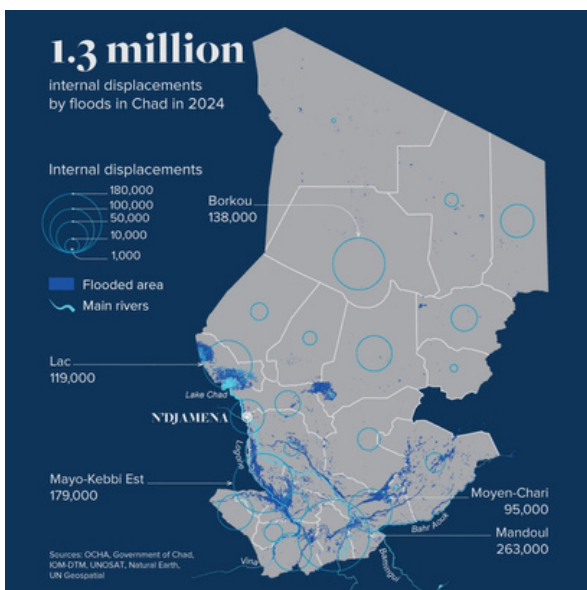 1.3 million
internal displacements
by floods in Chad in 2024
Internal displacements
180,000
100,000
50,000
10,000
1,000
Flooded area
Main rivers
Borkou
138,000
Lac
119,000
Lake Chad
N'DJAMENA
Logone
Mayo-Kebbi Est
179,000
Moyen-Chari
95,000
Bahr Aouk
Mandoul
263,000
Bamingui
Vina
Sources: OCHA, Government of Chad,
IOM-DTM, UNOSAT, Natural Earth,
UN Geospatial